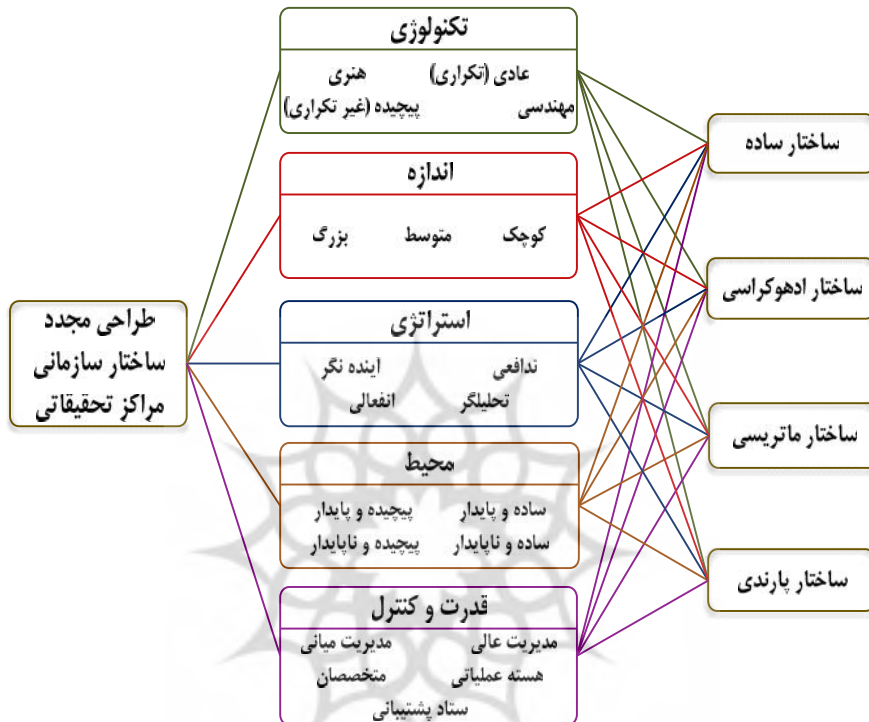 تکنولوژی
عادی (تکراری) هنری
مهندسی پیچیده (غیر تکراری)
ساختار ساده
اندازه
کوچک متوسط بزرگ
ساختار ادهوکراسی
طراحی مجدد
ساختار سازمانی
مراکز تحقیقاتی
استراتژی
تدافعی آینده نگر
تحلیلگر انفعالی
ساختار ماتریسی
محیط
ساده و پایدار پیچیده و پایدار
ساده و ناپایدار پیچیده و ناپایدار
ساختار پارندی
قدرت و کنترل
مدیریت عالی مدیریت میانی
هسته عملیاتی متخصصان
ستاد پشتیبانی